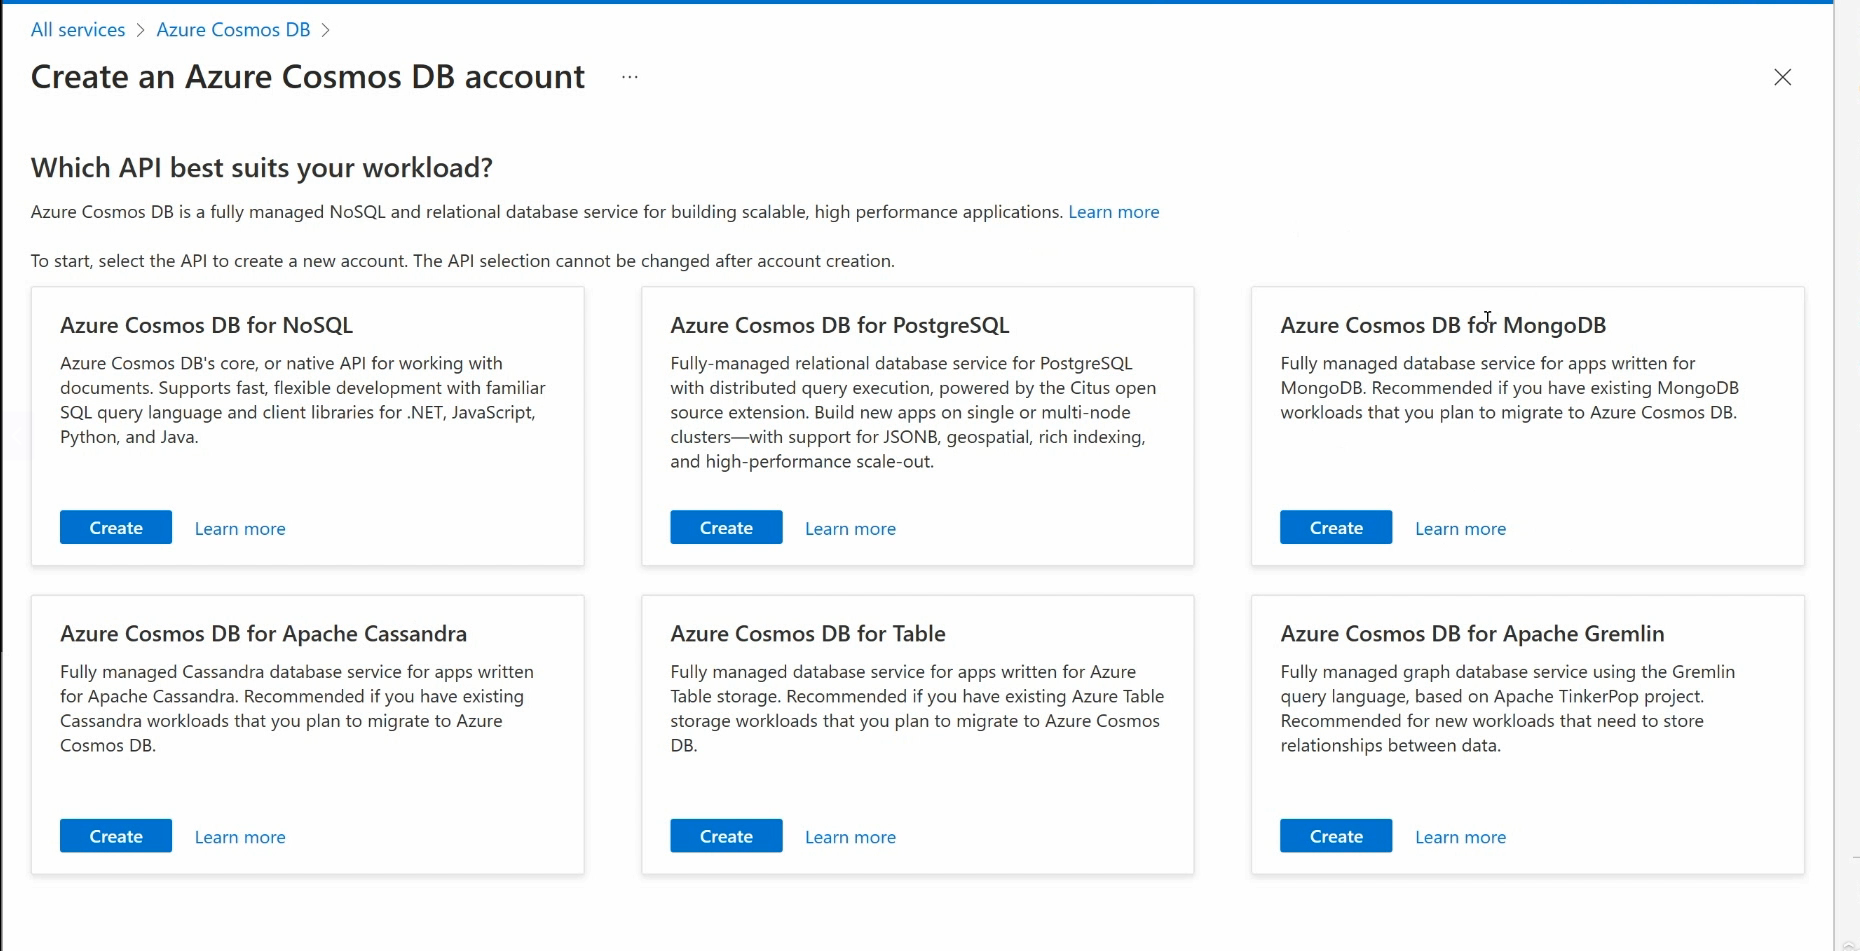 All services > Azure Cosmos DB >
Create an Azure Cosmos DB account ...
Which API best suits your workload?
Azure Cosmos DB is a fully managed NoSQL and relational database service for building scalable, high performance applications. Learn more
To start, select the API to create a new account. The API selection cannot be changed after account creation.
Azure Cosmos DB for NoSQL
Azure Cosmos DB's core, or native API for working with
documents. Supports fast, flexible development with familiar
SQL query language and client libraries for .NET, JavaScript,
Python, and Java.
Create Learn more
Azure Cosmos DB for PostgreSQL
Fully-managed relational database service for PostgreSQL
with distributed query execution, powered by the Citus open
source extension. Build new apps on single or multi-node
clusters—with support for JSONB, geospatial, rich indexing,
and high-performance scale-out.
Create Learn more
Azure Cosmos DB for MongoDB
Fully managed database service for apps written for
MongoDB. Recommended if you have existing MongoDB
workloads that you plan to migrate to Azure Cosmos DB.
Create Learn more
Azure Cosmos DB for Apache Cassandra
Fully managed Cassandra database service for apps written
for Apache Cassandra. Recommended if you have existing
Cassandra workloads that you plan to migrate to Azure
Cosmos DB.
Create Learn more
Azure Cosmos DB for Table
Fully managed database service for apps written for Azure
Table storage. Recommended if you have existing Azure Table
storage workloads that you plan to migrate to Azure Cosmos
DB.
Create Learn more
Azure Cosmos DB for Apache Gremlin
Fully managed graph database service using the Gremlin
query language, based on Apache TinkerPop project.
Recommended for new workloads that need to store
relationships between data.
Create Learn more